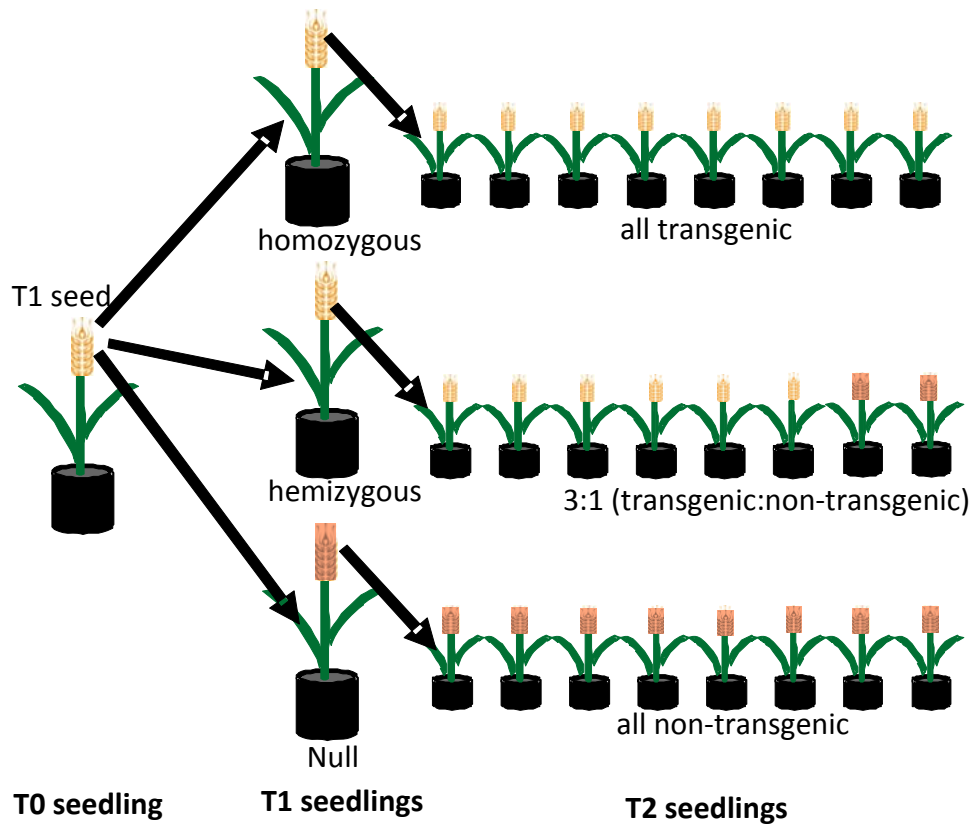 homozygous
all transgenic
T1 seed
hemizygous
3:1 (transgenic:non-transgenic)
Null
all non-transgenic
T0 seedling
T1 seedlings
T2 seedlings